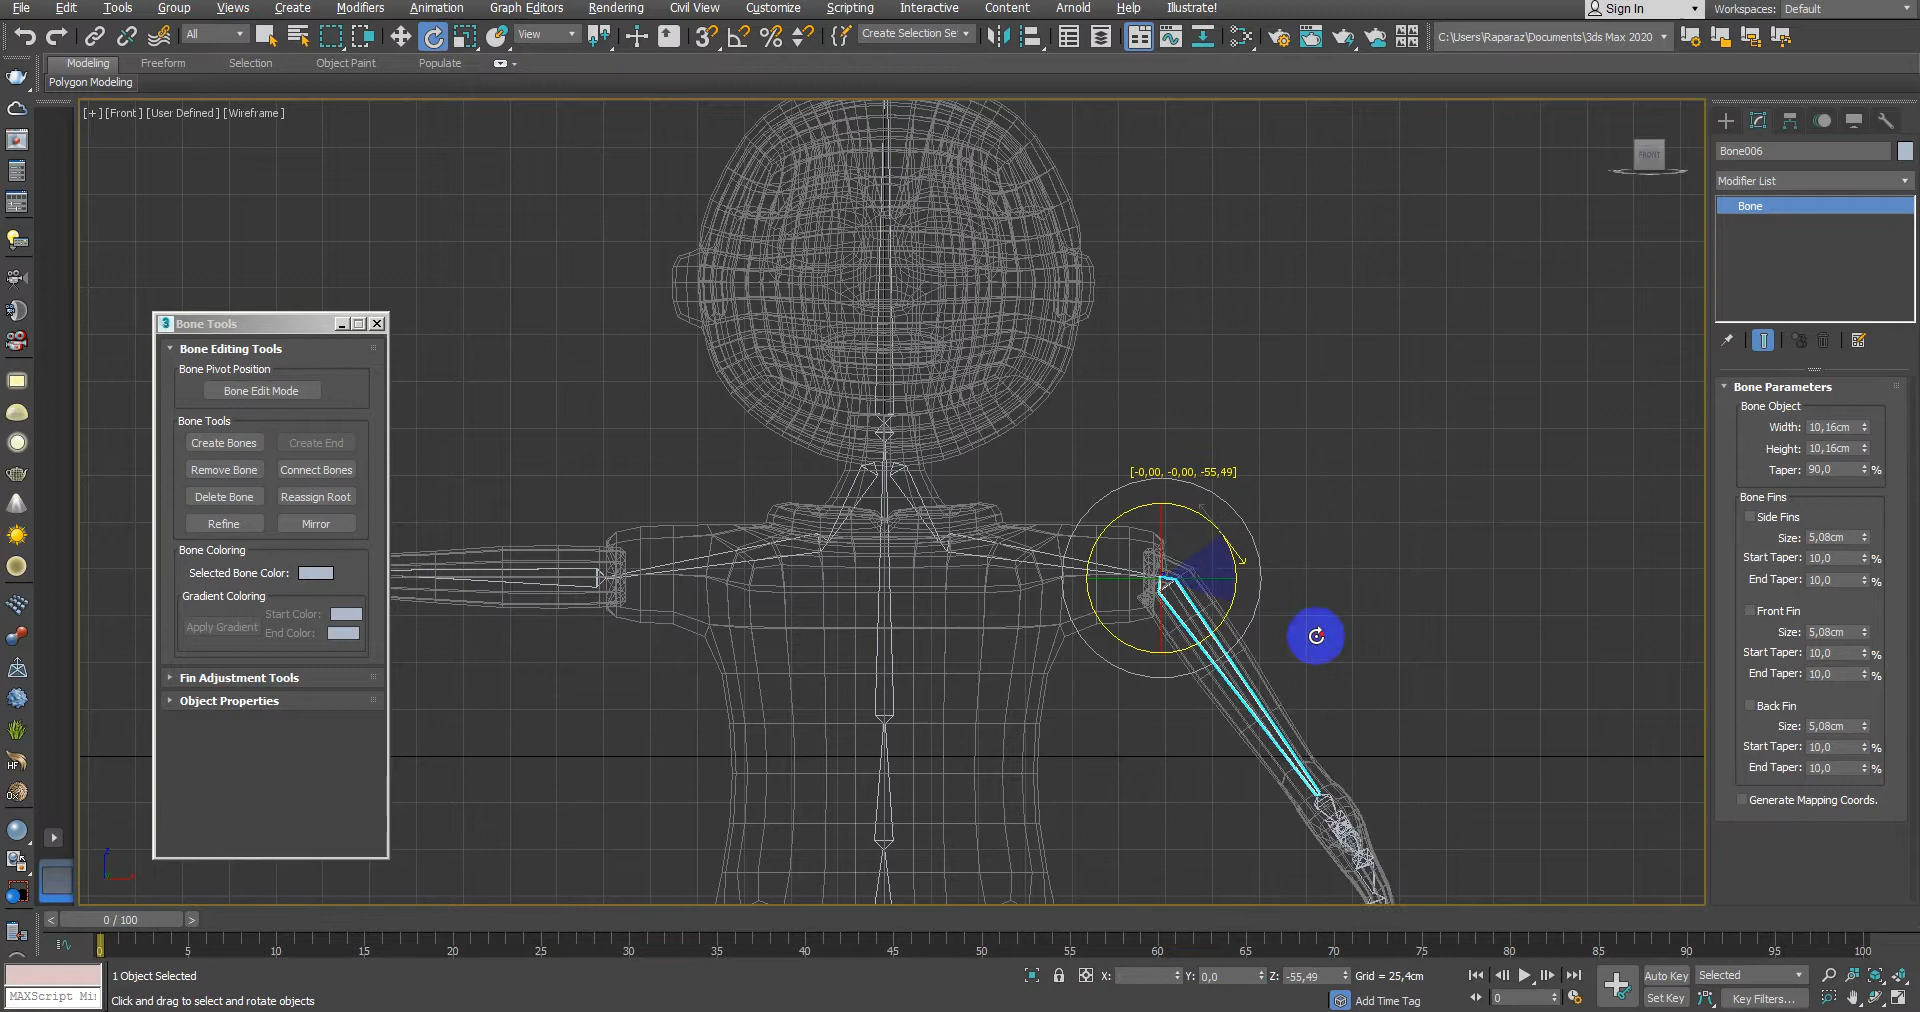 File Edit Tools Group Views Create Modifiers Animation Graph Editors Rendering Civil View Customize Scripting Interactive Content Arnold Help Illustrate! Sign In Workspaces: Default
All View Create Selection Se C:\Users\Raparaz\Documents\3ds Max 2020
Modeling Freeform Selection Object Paint Populate
Polygon Modeling
[+] [Front] [User Defined] [Wireframe]
FRONT
Bone006
Modifier List
Bone
3 Bone Tools
Bone Editing Tools
Bone Pivot Position
Bone Edit Mode
Bone Tools
Create Bones Create End
Remove Bone Connect Bones
Delete Bone Reassign Root
Refine Mirror
Bone Coloring
Selected Bone Color:
Gradient Coloring
Start Color:
Apply Gradient
End Color:
Fin Adjustment Tools
Object Properties
[-0,00, -0,00, -55,49]
Bone Parameters
Bone Object
Width: 10,16cm
Height: 10,16cm
Taper: 90,0 %
Bone Fins
Side Fins
Size: 5,08cm
Start Taper: 10,0 %
End Taper: 10,0 %
Front Fin
Size: 5,08cm
Start Taper: 10,0 %
End Taper: 10,0 %
Back Fin
Size: 5,08cm
Start Taper: 10,0 %
End Taper: 10,0 %
Generate Mapping Coords.
z
HF
< 0 / 100 >
0 5 10 15 20 25 30 35 40 45 50 55 60 65 70 75 80 85 90 95 100
1 Object Selected X: Y: 0,0 Z: -55,49 Grid = 25,4cm Auto Key Selected
MAXScript Mi Click and drag to select and rotate objects Add Time Tag 0 Set Key Key Filters...